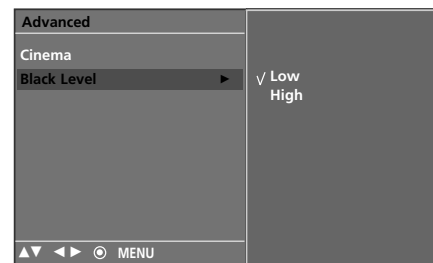 Advanced
Cinema
Black Level ►
√ Low
High
▲▼ ◄► ⦿ MENU